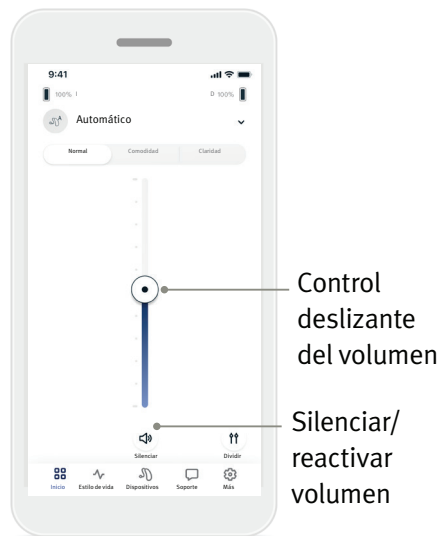 9:41
100% I
D 100%
Automático
Normal Comodidad Claridad
Control
deslizante
del volumen
Silenciar/
reactivar
volumen
Silenciar Dividir
Inicio Estilo de vida Dispositivos Soporte Más